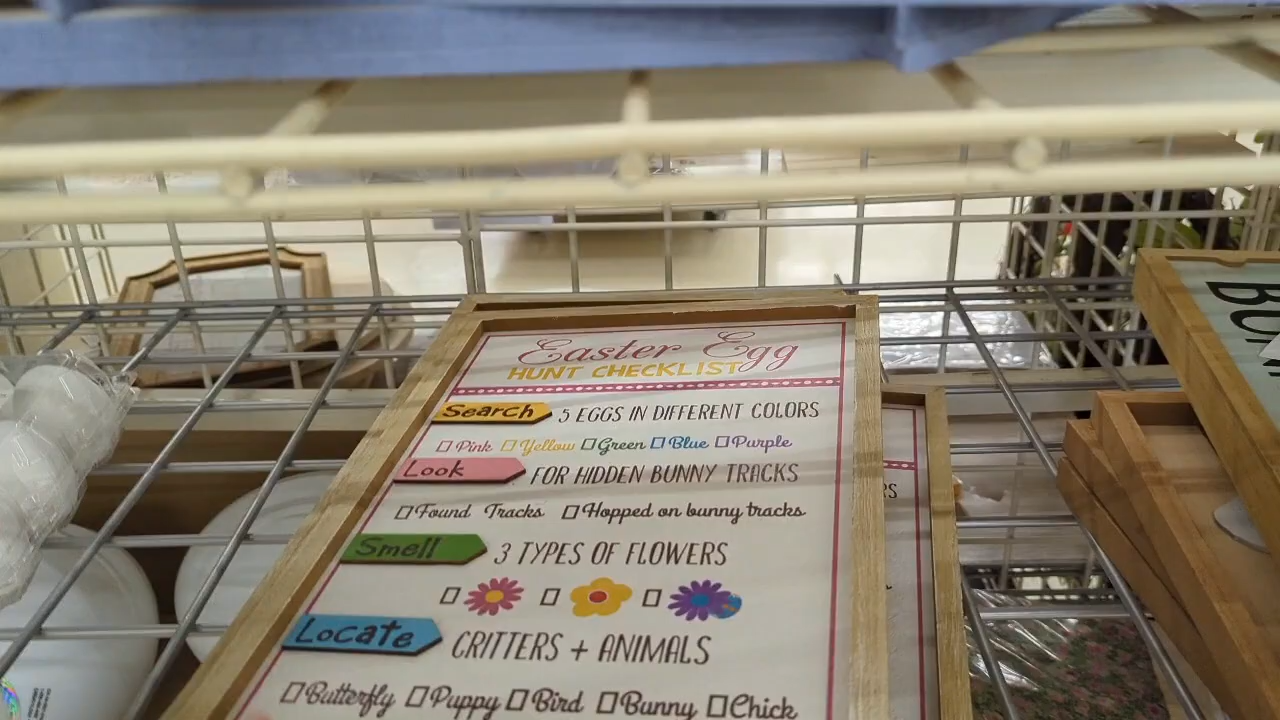 Easter Egg
HUNT CHECKLIST
Search 5 EGGS IN DIFFERENT COLORS
Pink Yellow Green Blue Purple
Look FOR HIDDEN BUNNY TRACKS
Found Tracks Hopped on bunny tracks
Smell 3 TYPES OF FLOWERS
Locate CRITTERS + ANIMALS
Butterfly Puppy Bird Bunny Chick
RS